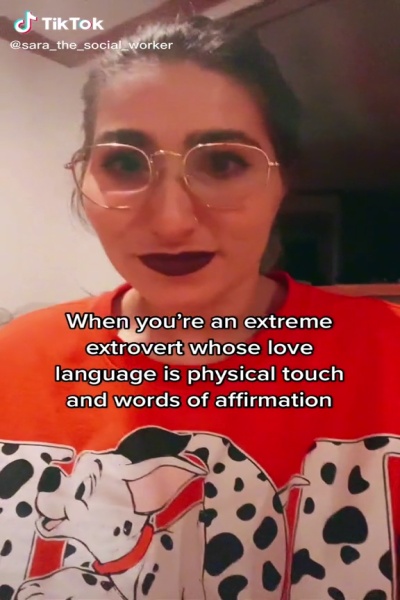 TikTok
@sara_the_social_worker
When you're an extreme
extrovert whose love
language is physical touch
and words of affirmation